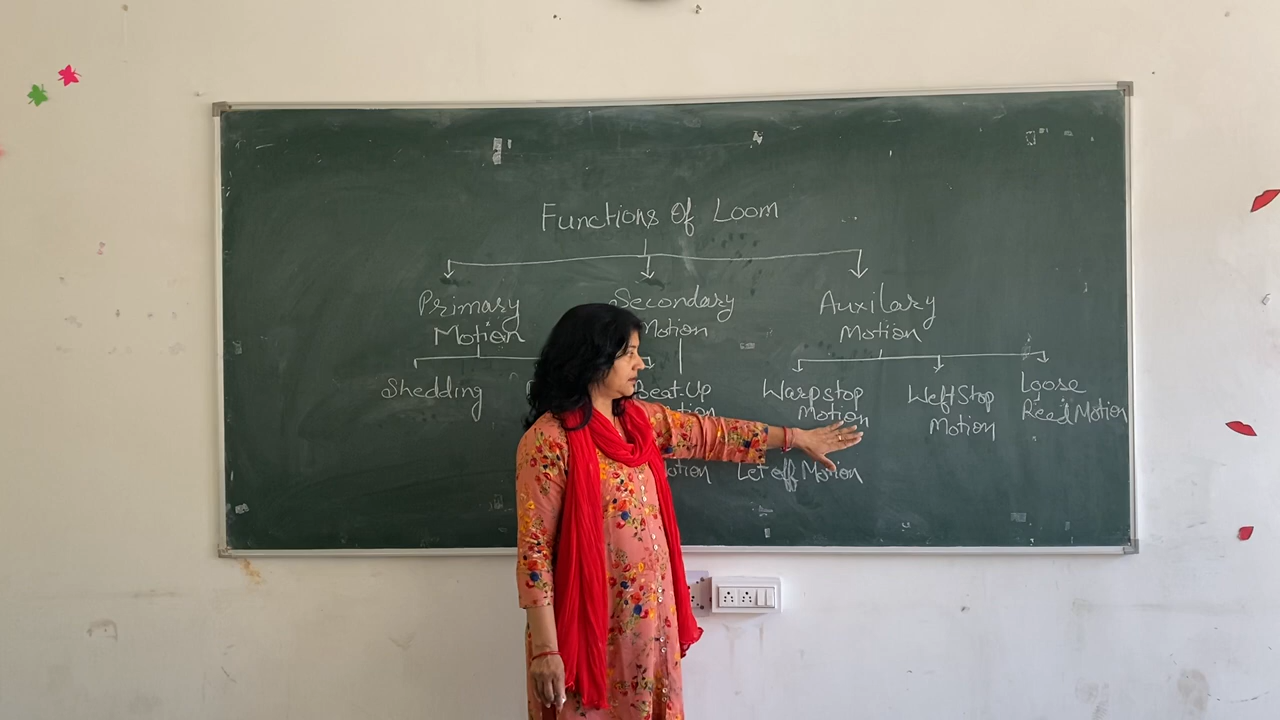 Functions Of Loom
Primary Secondary Auxilary
Motion Motion Motion
Shedding Beat-Up Warp stop Weft Stop Loose
Motion Motion Reed Motion
Let off Motion